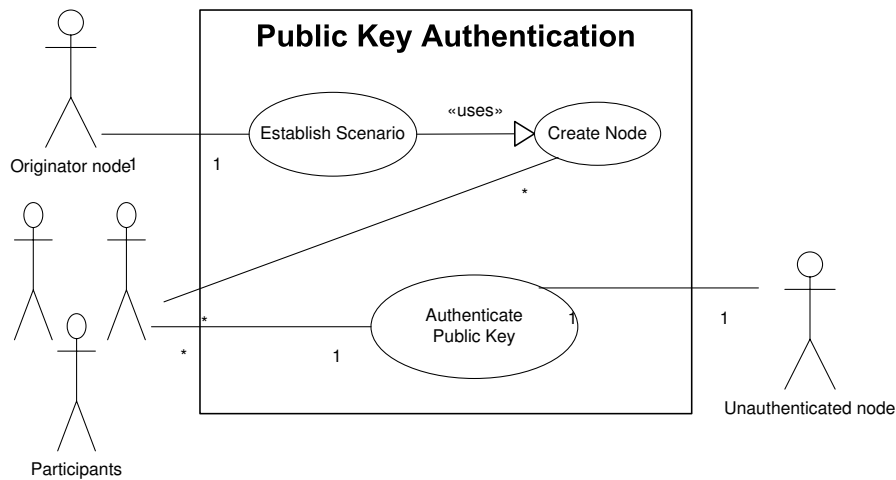 Public Key Authentication
«uses»
Establish Scenario
Create Node
Originator node
1
1
*
*
*
1
Authenticate
Public Key
1
1
Unauthenticated node
Participants